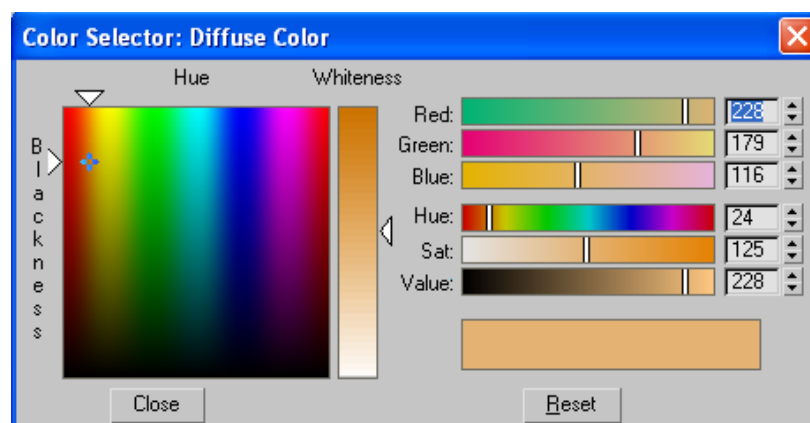 Color Selector: Diffuse Color
Hue
Whiteness
Blackness
Red: 228
Green: 179
Blue: 116
Hue: 24
Sat: 125
Value: 228
Close
Reset